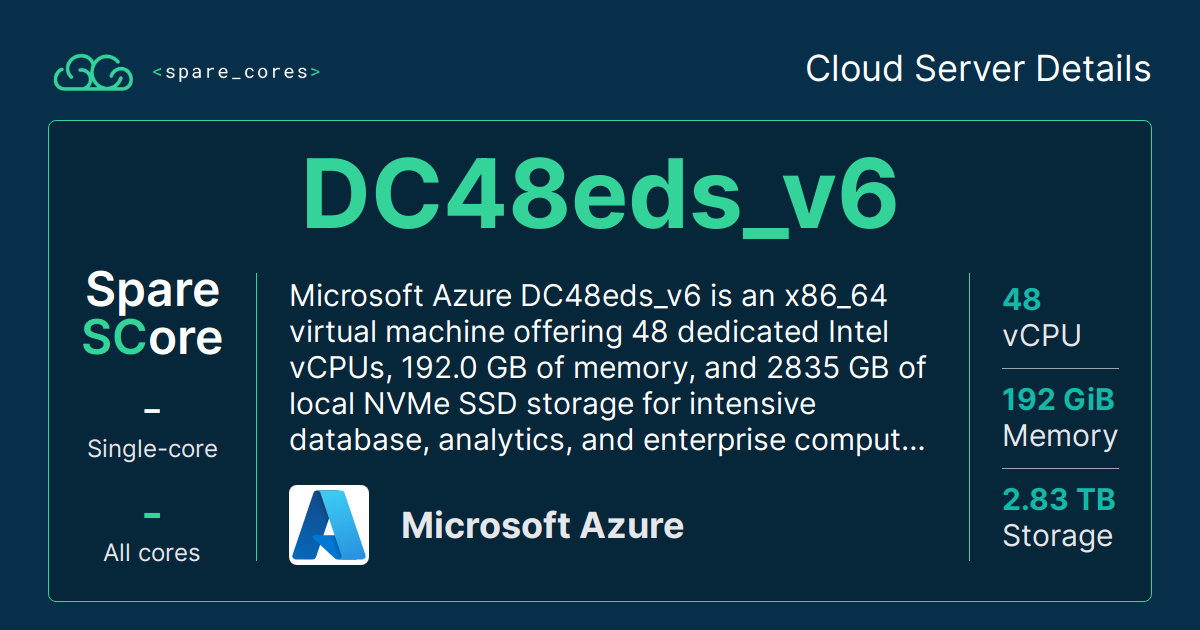 <spare_cores>
Cloud Server Details
DC48eds_v6
Spare
SCore
–
Single-core
–
All cores
Microsoft Azure DC48eds_v6 is an x86_64
virtual machine offering 48 dedicated Intel
vCPUs, 192.0 GB of memory, and 2835 GB of
local NVMe SSD storage for intensive
database, analytics, and enterprise comput...
Microsoft Azure
48
vCPU
192 GiB
Memory
2.83 TB
Storage